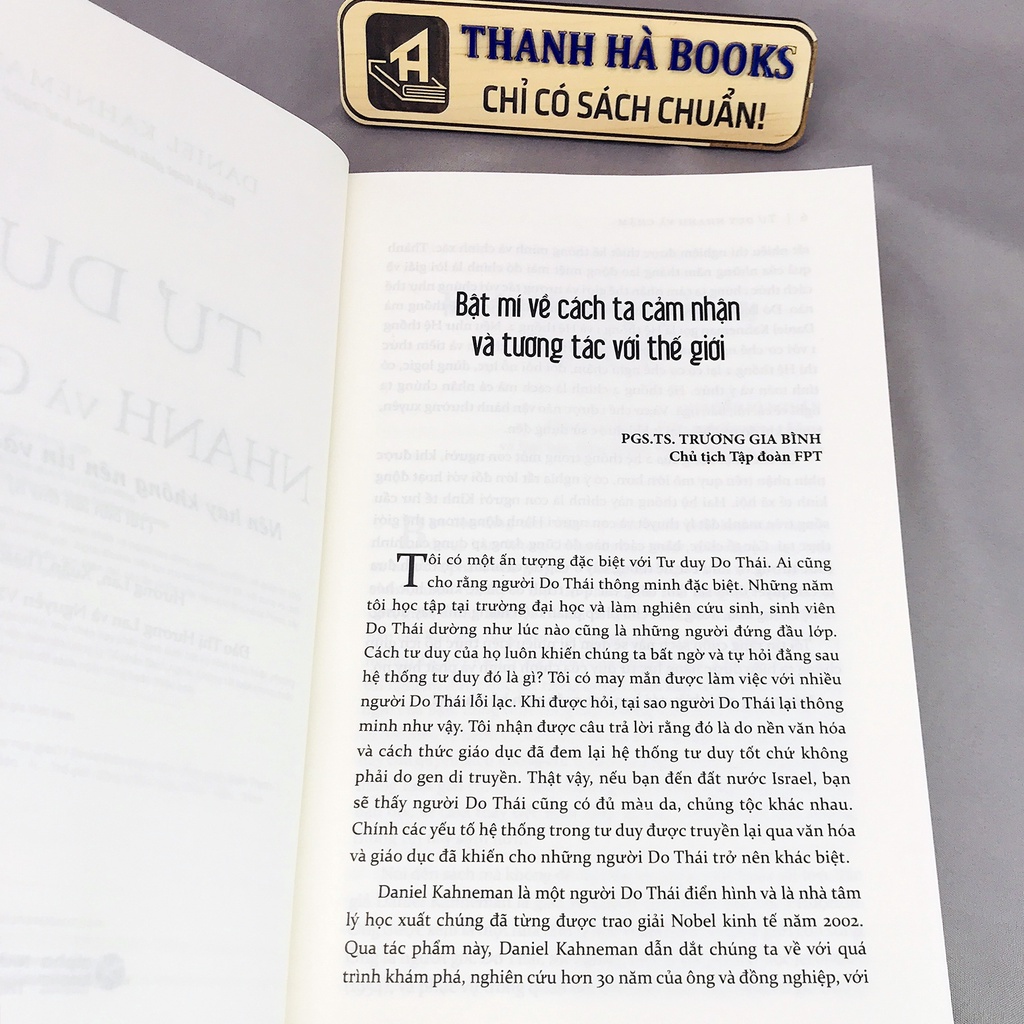 THANH HÀ BOOKS
CHỈ CÓ SÁCH CHUẨN!
Bật mí về cách ta cảm nhận
và tương tác với thế giới
PGS.TS. TRƯƠNG GIA BÌNH
Chủ tịch Tập đoàn FPT
Tôi có một ấn tượng đặc biệt với Tư duy Do Thái. Ai cũng
cho rằng người Do Thái thông minh đặc biệt. Những năm
tôi học tập tại trường đại học và làm nghiên cứu sinh, sinh viên
Do Thái dường như lúc nào cũng là những người đứng đầu lớp.
Cách tư duy của họ luôn khiến chúng ta bất ngờ và tự hỏi đằng sau
hệ thống tư duy đó là gì? Tôi có may mắn được làm việc với nhiều
người Do Thái lỗi lạc. Khi được hỏi, tại sao người Do Thái lại thông
minh như vậy. Tôi nhận được câu trả lời rằng đó là do nền văn hóa
và cách thức giáo dục đã đem lại hệ thống tư duy tốt chứ không
phải do gen di truyền. Thật vậy, nếu bạn đến đất nước Israel, bạn
sẽ thấy người Do Thái cũng có đủ màu da, chủng tộc khác nhau.
Chính các yếu tố hệ thống trong tư duy được truyền lại qua văn hóa
và giáo dục đã khiến cho những người Do Thái trở nên khác biệt.
Daniel Kahneman là một người Do Thái điển hình và là nhà tâm
lý học xuất chúng đã từng được trao giải Nobel kinh tế năm 2002.
Qua tác phẩm này, Daniel Kahneman dẫn dắt chúng ta về với quá
trình khám phá, nghiên cứu hơn 30 năm của ông và đồng nghiệp, với